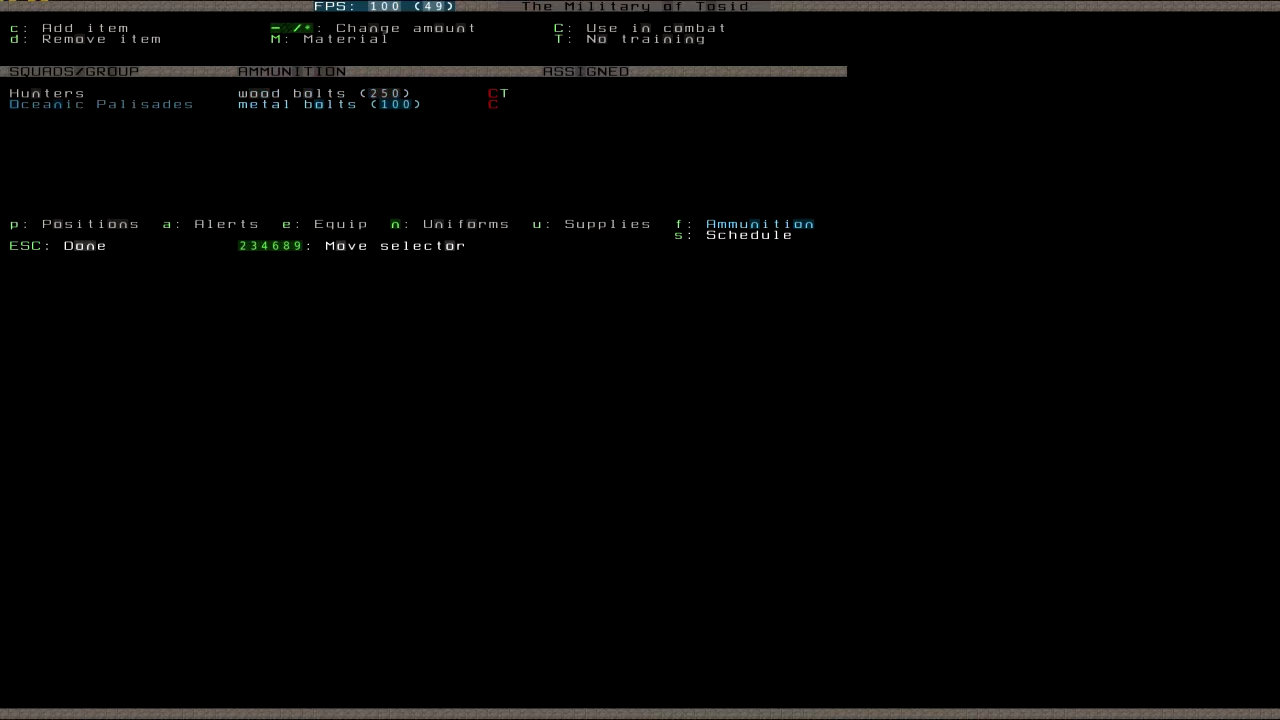 FPS: 100 (49) The Military of Tosid
c: Add item -/*: Change amount C: Use in combat
d: Remove item M: Material T: No training
SQUADS/GROUP AMMUNITION ASSIGNED
Hunters wood bolts (250) CT
Oceanic Palisades metal bolts (100) C
p: Positions a: Alerts e: Equip n: Uniforms u: Supplies f: Ammunition
s: Schedule
ESC: Done 234689: Move selector